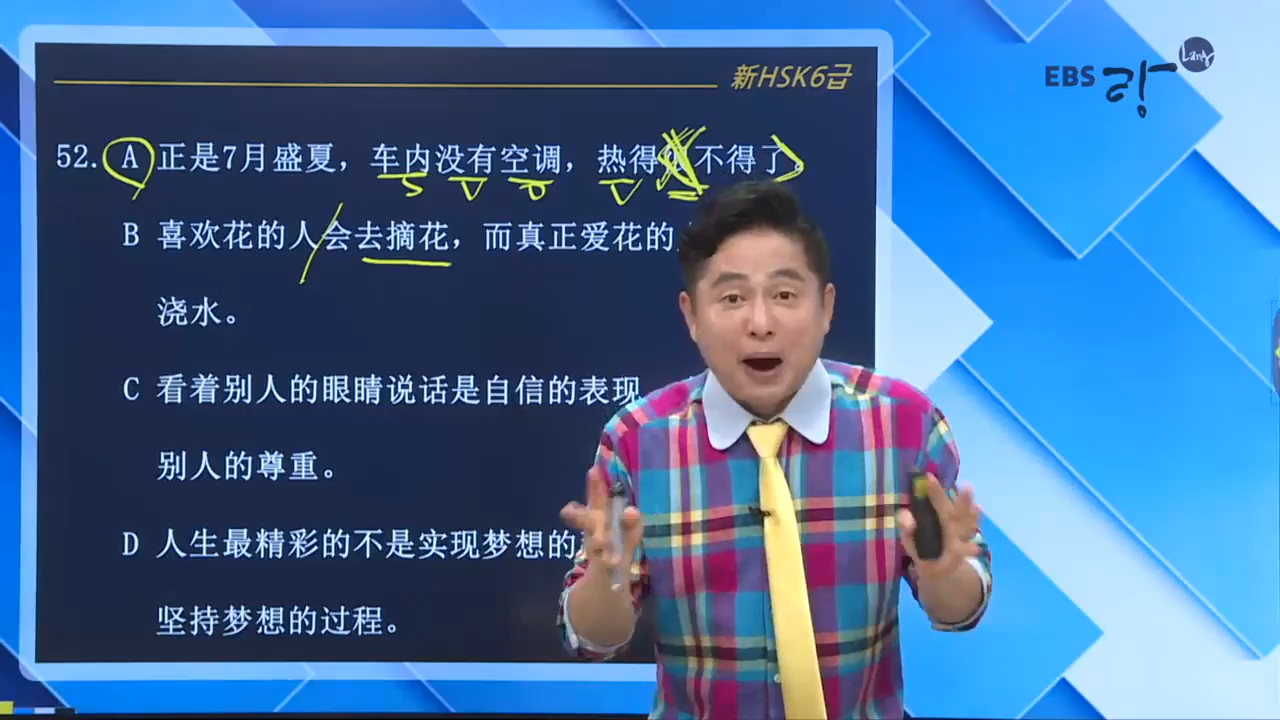 新HSK6급
EBS 랑
Lang
52. A 正是7月盛夏，车内没有空调，热得 不得了。
B 喜欢花的人会去摘花，而真正爱花的
浇水。
C 看着别人的眼睛说话是自信的表现
别人的尊重。
D 人生最精彩的不是实现梦想的
坚持梦想的过程。